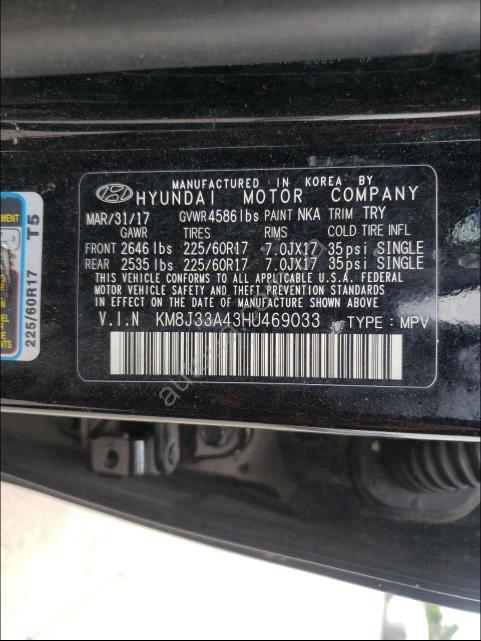 MANUFACTURED IN KOREA BY
HYUNDAI MOTOR COMPANY
MAR/31/17 GVWR4586lbs PAINT NKA TRIM TRY
GAWR TIRES RIMS COLD TIRE INFL
FRONT 2646 lbs 225/60R17 7.0JX17 35psi SINGLE
REAR 2535 lbs 225/60R17 7.0JX17 35psi SINGLE
THIS VEHICLE CONFORMS TO ALL APPLICABLE U.S.A. FEDERAL
MOTOR VEHICLE SAFETY AND THEFT PREVENTION STANDARDS
IN EFFECT ON THE DATE OF MANUFACTURE SHOWN ABOVE
V.I.N KM8J33A43HU469033 TYPE : MPV
225/60R17 T5